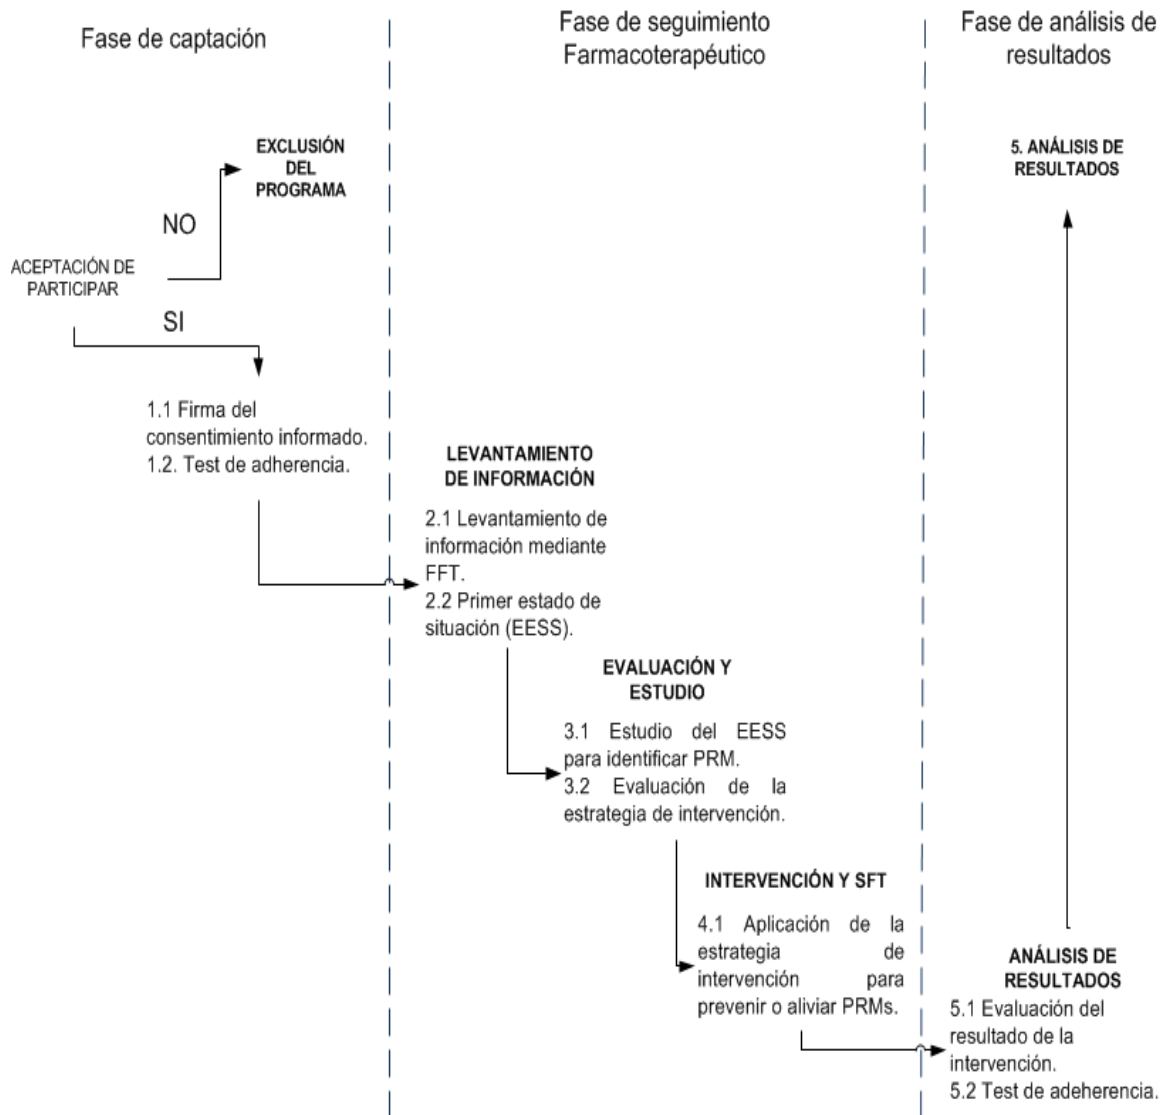 Fase de captación
Fase de seguimiento
Farmacoterapéutico
Fase de análisis de
resultados
EXCLUSIÓN
DEL
PROGRAMA
NO
ACEPTACIÓN DE
PARTICIPAR
SI
1.1 Firma del
consentimiento informado.
1.2. Test de adherencia.
LEVANTAMIENTO
DE INFORMACIÓN
2.1 Levantamiento de
información mediante
FFT.
2.2 Primer estado de
situación (EESS).
EVALUACIÓN Y
ESTUDIO
3.1 Estudio del EESS
para identificar PRM.
3.2 Evaluación de la
estrategia de intervención.
INTERVENCIÓN Y SFT
4.1 Aplicación de la
estrategia de
intervención para
prevenir o aliviar PRMs.
5. ANÁLISIS DE
RESULTADOS
ANÁLISIS DE
RESULTADOS
5.1 Evaluación del
resultado de la
intervención.
5.2 Test de adeherencia.